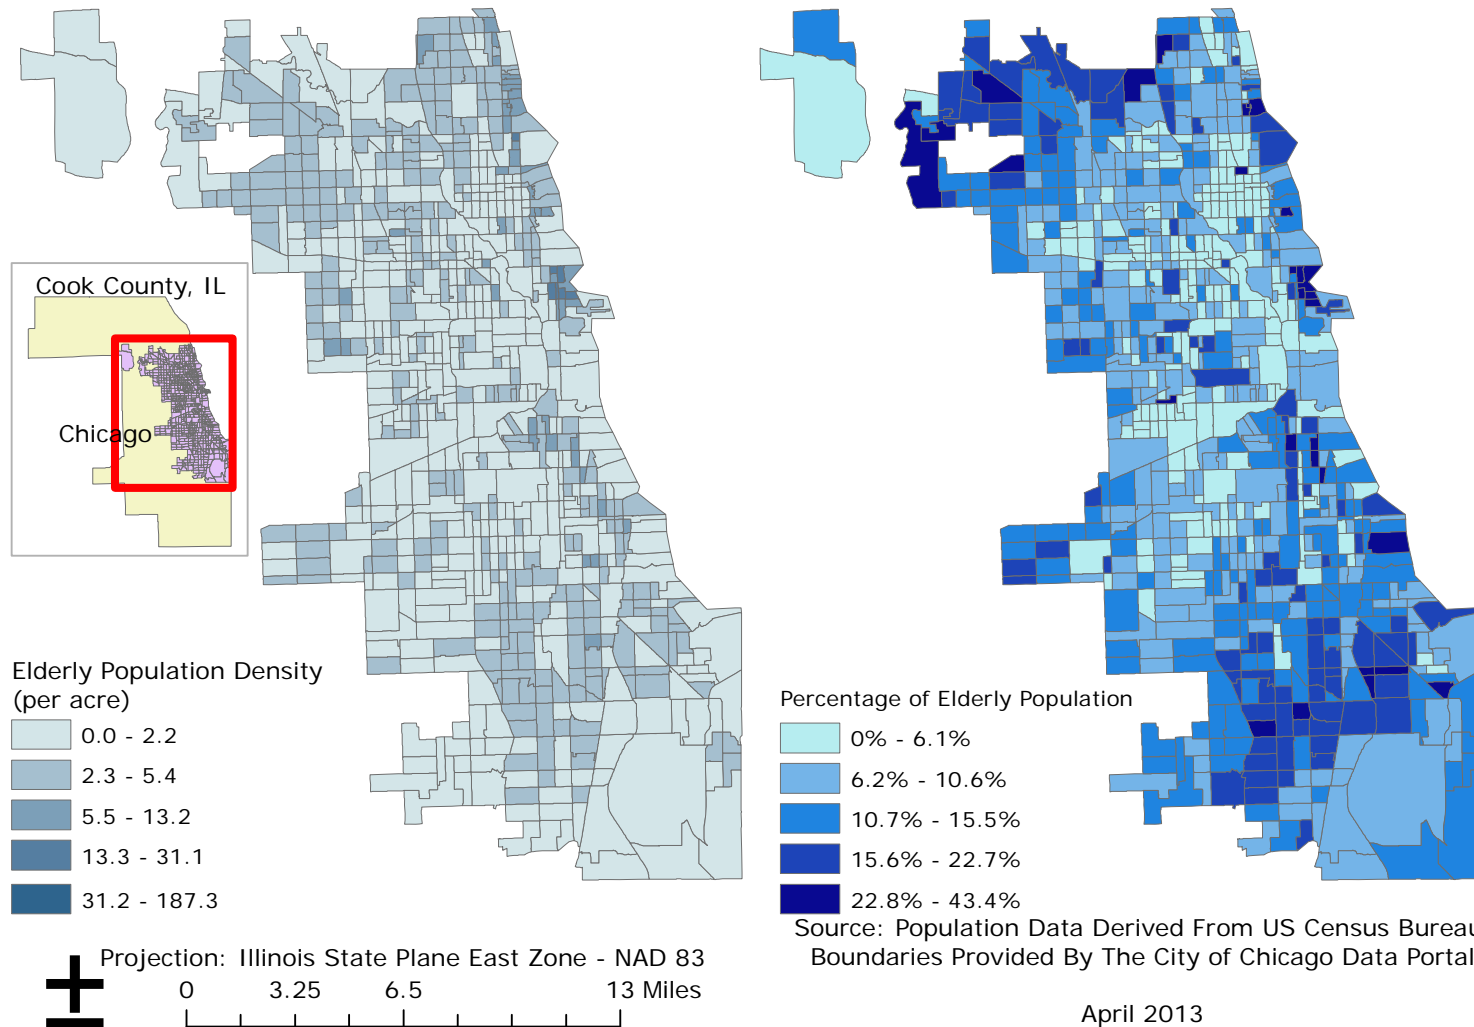 Cook County, IL
Chicago
Elderly Population Density
(per acre)
0.0 - 2.2
2.3 - 5.4
5.5 - 13.2
13.3 - 31.1
31.2 - 187.3
Percentage of Elderly Population
0% - 6.1%
6.2% - 10.6%
10.7% - 15.5%
15.6% - 22.7%
22.8% - 43.4%
Source: Population Data Derived From US Census Bureau
Boundaries Provided By The City of Chicago Data Portal
Projection: Illinois State Plane East Zone - NAD 83
0 3.25 6.5 13 Miles
April 2013